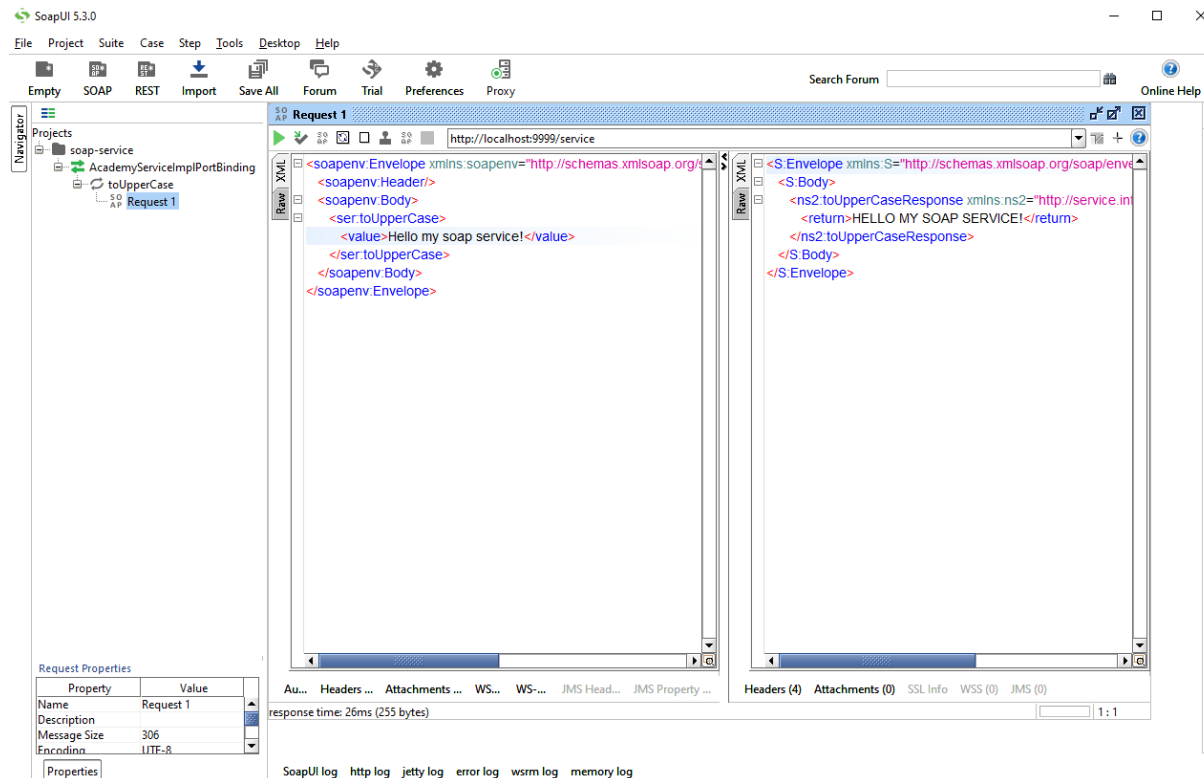 SoapUI 5.3.0
File Project Suite Case Step Tools Desktop Help
Empty SOAP REST Import Save All Forum Trial Preferences Proxy Search Forum Online Help
Navigator
Projects
soap-service
AcademyServiceImplPortBinding
toUpperCase
Request 1
Request 1
http://localhost:9999/service
XML
Raw
<soapenv:Envelope xmlns:soapenv="http://schemas.xmlsoap.org/s
<soapenv:Header/>
<soapenv:Body>
<ser:toUpperCase>
<value>Hello my soap service!</value>
</ser:toUpperCase>
</soapenv:Body>
</soapenv:Envelope>
XML
Raw
<S:Envelope xmlns:S="http://schemas.xmlsoap.org/soap/enve
<S:Body>
<ns2:toUpperCaseResponse xmlns:ns2="http://service.inf
<return>HELLO MY SOAP SERVICE!</return>
</ns2:toUpperCaseResponse>
</S:Body>
</S:Envelope>
Au... Headers ... Attachments ... WS... WS-... JMS Head... JMS Property ...
Headers (4) Attachments (0) SSL Info WSS (0) JMS (0)
response time: 26ms (255 bytes)
1 : 1
Request Properties
Property Value
Name Request 1
Description
Message Size 306
Encoding UTF-8
Properties
SoapUI log http log jetty log error log wsrm log memory log